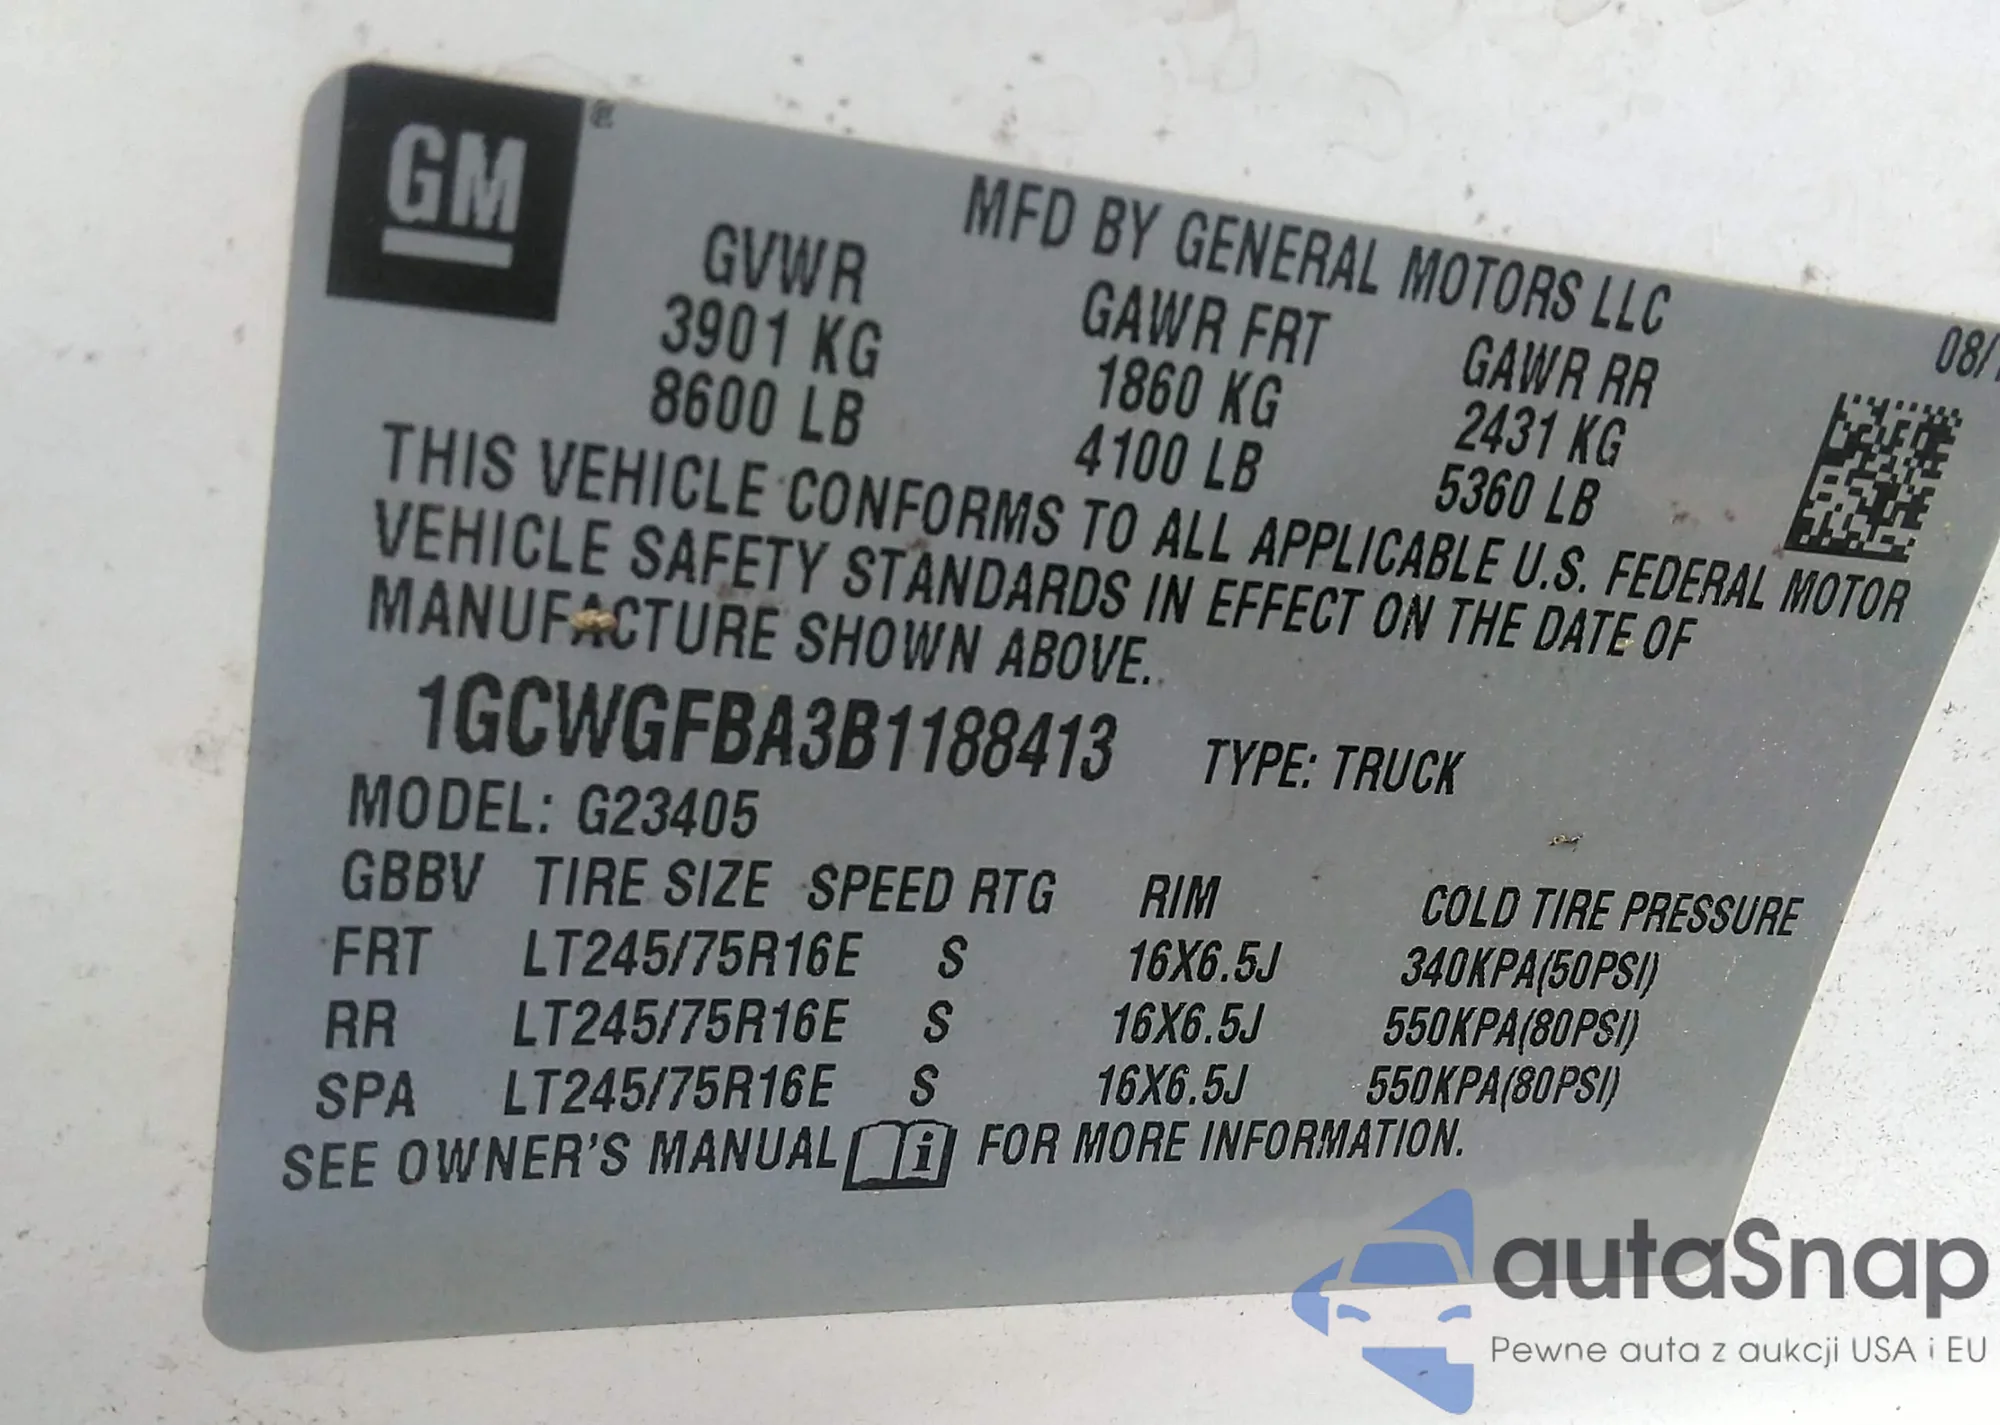 GM
MFD BY GENERAL MOTORS LLC
08/1
GVWR GAWR FRT GAWR RR
3901 KG 1860 KG 2431 KG
8600 LB 4100 LB 5360 LB
THIS VEHICLE CONFORMS TO ALL APPLICABLE U.S. FEDERAL MOTOR
VEHICLE SAFETY STANDARDS IN EFFECT ON THE DATE OF
MANUFACTURE SHOWN ABOVE.
1GCWGFBA3B1188413 TYPE: TRUCK
MODEL: G23405
GBBV TIRE SIZE SPEED RTG RIM COLD TIRE PRESSURE
FRT LT245/75R16E S 16X6.5J 340KPA(50PSI)
RR LT245/75R16E S 16X6.5J 550KPA(80PSI)
SPA LT245/75R16E S 16X6.5J 550KPA(80PSI)
SEE OWNER'S MANUAL i FOR MORE INFORMATION.
autaSnap
Pewne auta z aukcji USA i EU